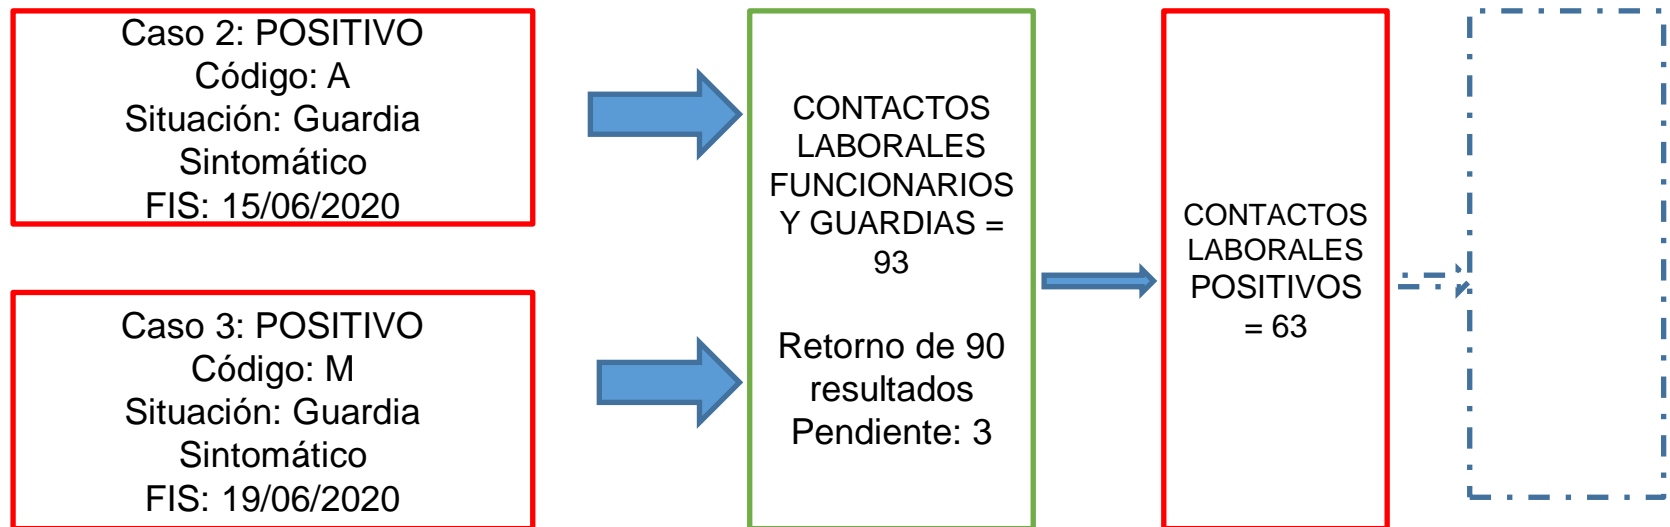 Caso 2: POSITIVO
Código: A
Situación: Guardia
Sintomático
FIS: 15/06/2020
Caso 3: POSITIVO
Código: M
Situación: Guardia
Sintomático
FIS: 19/06/2020
CONTACTOS
LABORALES
FUNCIONARIOS
Y GUARDIAS =
93
Retorno de 90
resultados
Pendiente: 3
CONTACTOS
LABORALES
POSITIVOS
= 63